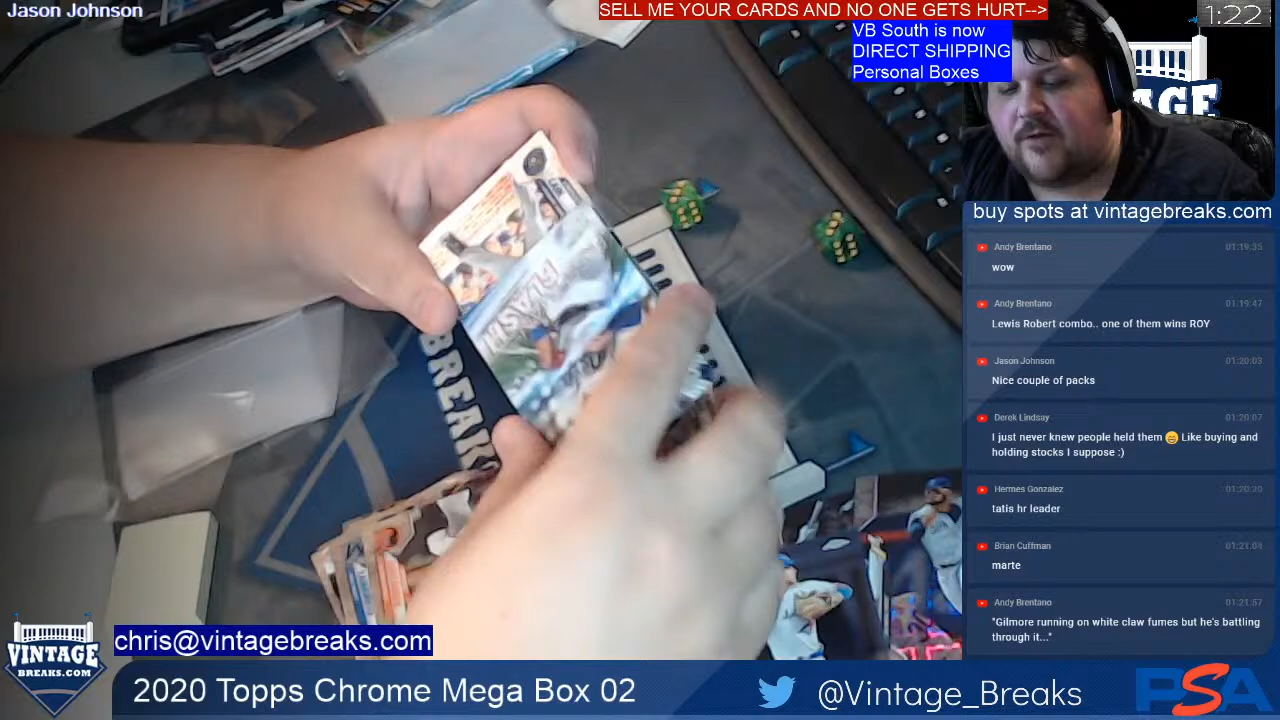 Jason Johnson
SELL ME YOUR CARDS AND NO ONE GETS HURT-->
1:22
VB South is now
DIRECT SHIPPING
Personal Boxes
AGE
buy spots at vintagebreaks.com
Andy Brentano 01:19:35
wow
Andy Brentano 01:19:47
Lewis Robert combo.. one of them wins ROY
Jason Johnson 01:20:03
Nice couple of packs
Derek Lindsay 01:20:07
I just never knew people held them 😄 Like buying and
holding stocks I suppose :)
Hermes Gonzalez 01:20:20
tatis hr leader
Brian Cuffman 01:21:04
marte
Andy Brentano 01:21:57
"Gilmore running on white claw fumes but he's battling
through it..."
BREAK
chris@vintagebreaks.com
VINTAGE
BREAKS.COM
2020 Topps Chrome Mega Box 02
@Vintage_Breaks
PSA